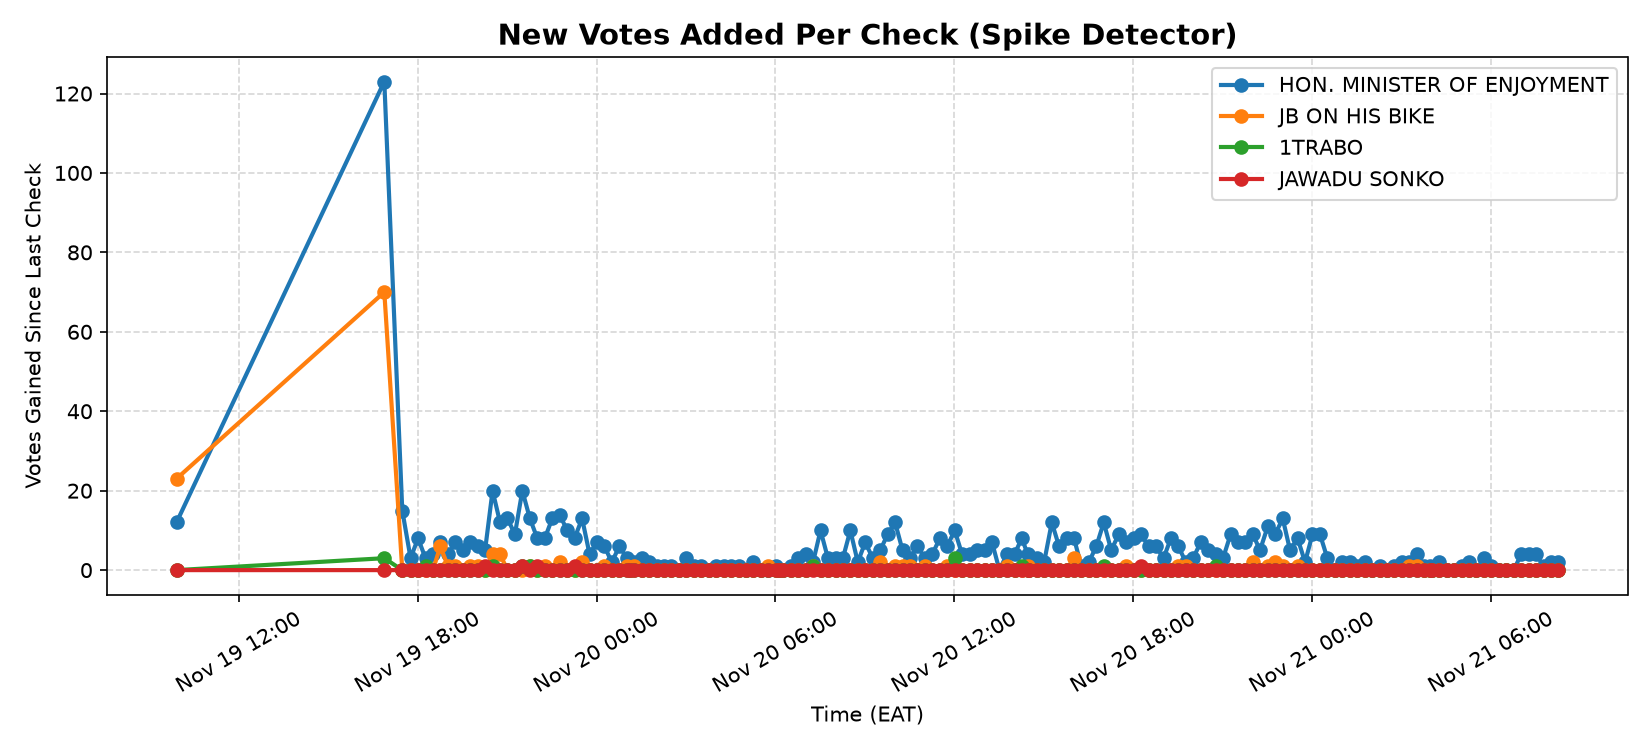 New Votes Added Per Check (Spike Detector)
HON. MINISTER OF ENJOYMENT
JB ON HIS BIKE
1TRABO
JAWADU SONKO
Votes Gained Since Last Check
120
100
80
60
40
20
0
Nov 19 12:00
Nov 19 18:00
Nov 20 00:00
Nov 20 06:00
Nov 20 12:00
Nov 20 18:00
Nov 21 00:00
Nov 21 06:00
Time (EAT)